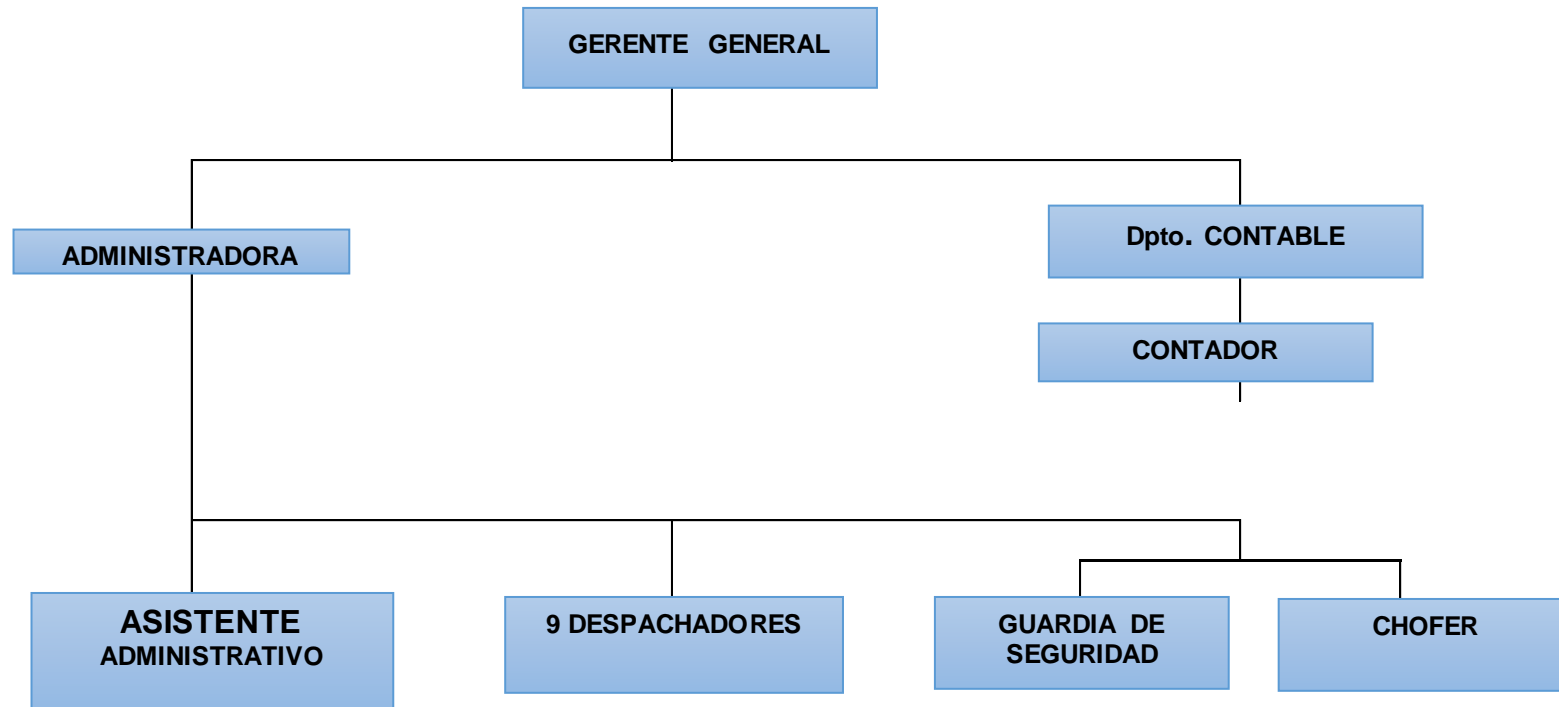 GERENTE GENERAL
ADMINISTRADORA
Dpto. CONTABLE
CONTADOR
ASISTENTE
ADMINISTRATIVO
9 DESPACHADORES
GUARDIA DE
SEGURIDAD
CHOFER